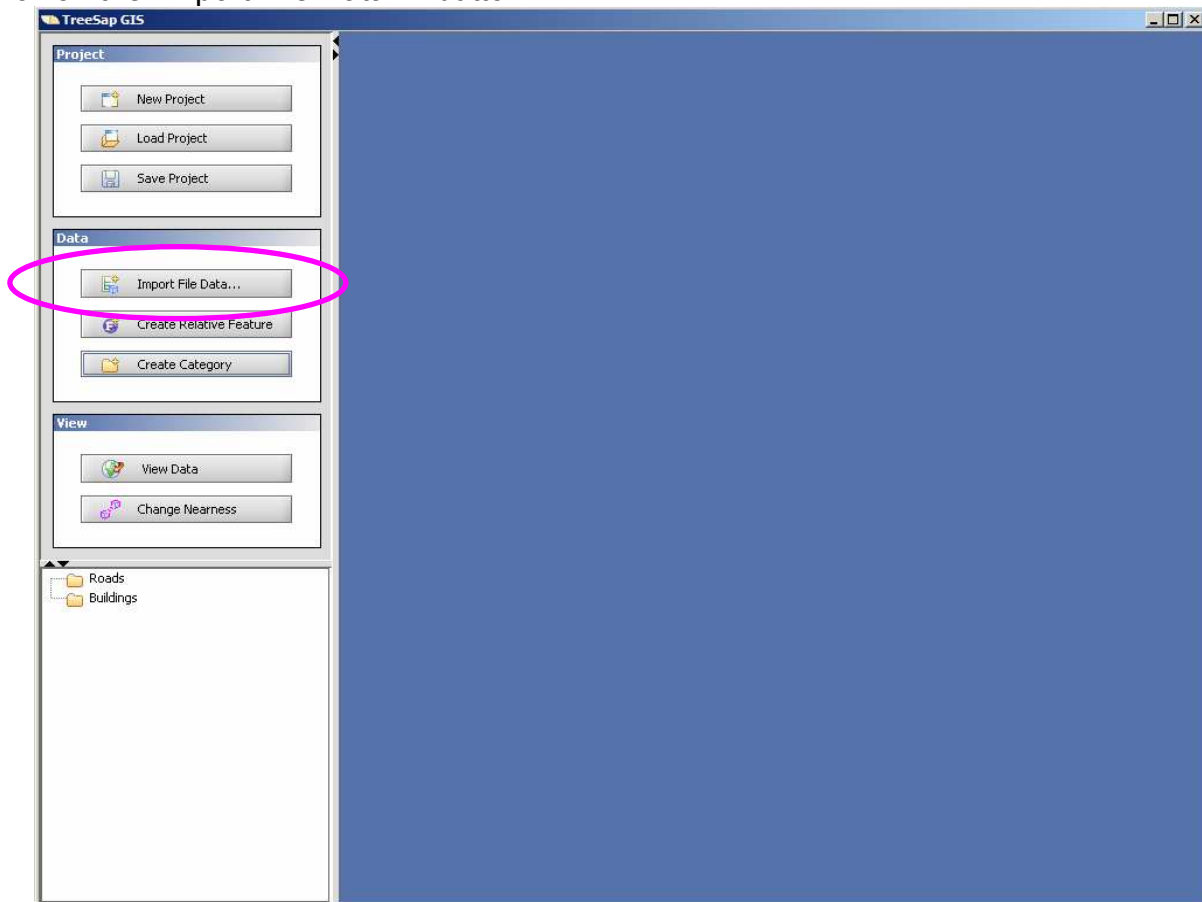 TreeSap GIS
Project
New Project
Load Project
Save Project
Data
Import File Data...
Create Relative Feature
Create Category
View
View Data
Change Nearness
Roads
Buildings